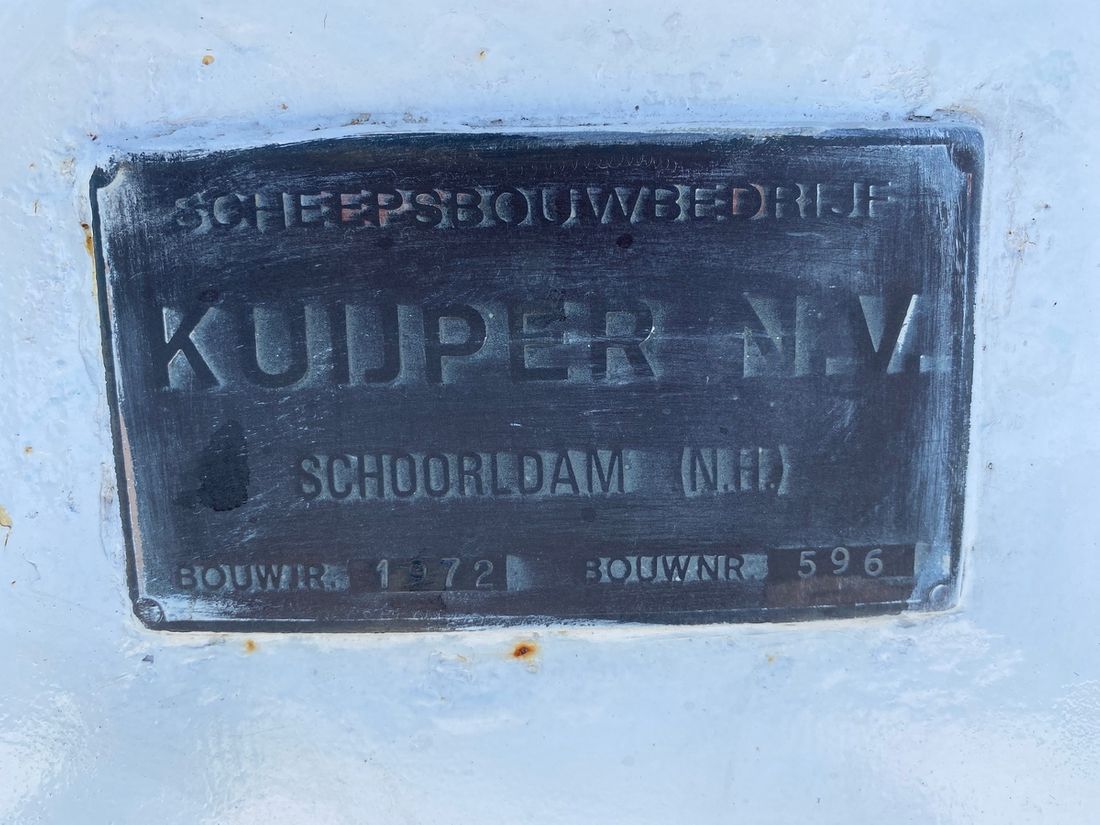 SCHEEPSBOUWBEDRIJF
KUIJPER N.V.
SCHOORLDAM (N.H.)
BOUWJR. 1972 BOUWNR. 596